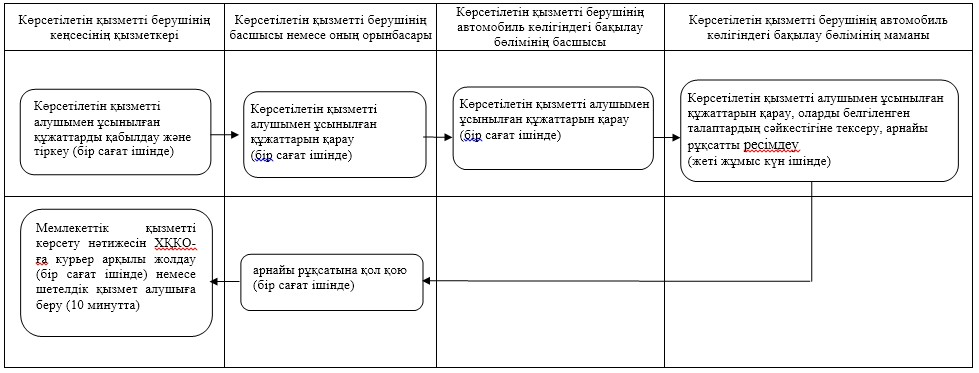 Көрсетілетін қызметті берушінің
кеңсесінің қызметкері
Көрсетілетін қызметті берушінің
басшысы немесе оның орынбасары
Көрсетілетін қызметті берушінің
автомобиль көлігіндегі бақылау
бөлімінің басшысы
Көрсетілетін қызметті берушінің автомобиль
көлігіндегі бақылау бөлімінің маманы
Көрсетілетін қызметті
алушымен ұсынылған
құжаттарды қабылдау және
тіркеу (бір сағат ішінде)
Көрсетілетін қызметті
алушымен ұсынылған
құжаттарын қарау
(бір сағат ішінде)
Көрсетілетін қызметті алушымен
ұсынылған құжаттарын қарау
(бір сағат ішінде)
Көрсетілетін қызметті алушымен ұсынылған
құжаттарын қарау, оларды белгіленген
талаптардың сәйкестігіне тексеру, арнайы
рұқсатты ресімдеу
(жеті жұмыс күн ішінде)
Мемлекеттік қызметті
көрсету нәтижесін ХҚКО-
ға курьер арқылы жолдау
(бір сағат ішінде) немесе
шетелдік қызмет алушыға
беру (10 минутта)
арнайы рұқсатына қол қою
(бір сағат ішінде)